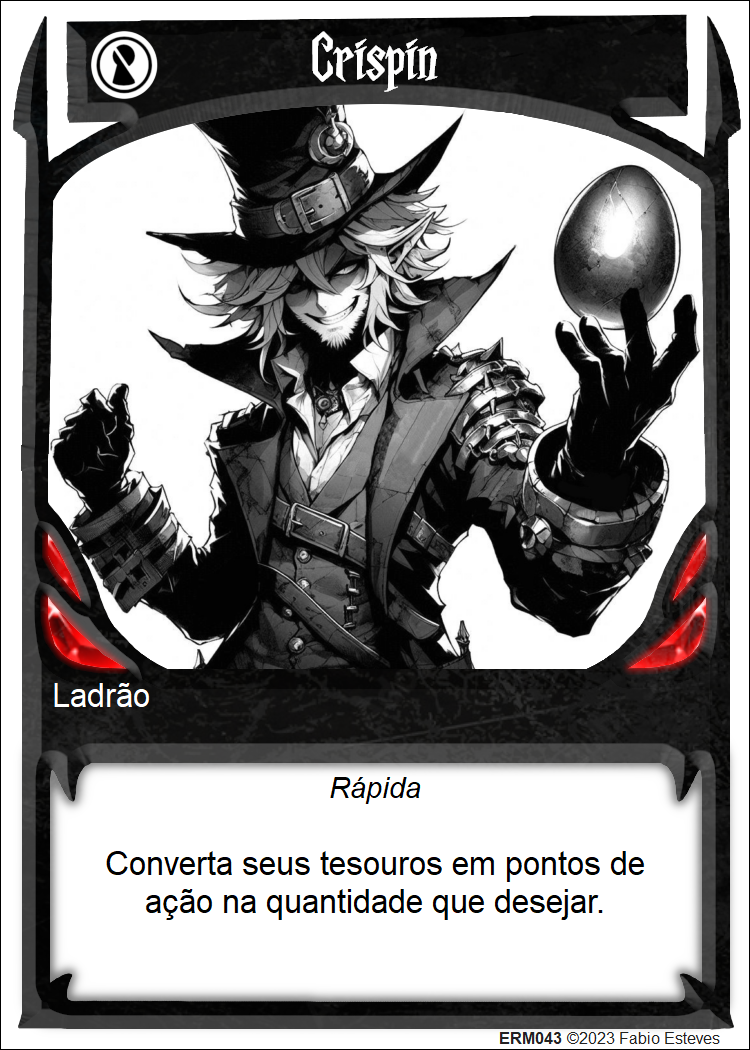 Crispin
Ladrão
Rápida
Converta seus tesouros em pontos de
ação na quantidade que desejar.
ERM043 ©2023 Fabio Esteves